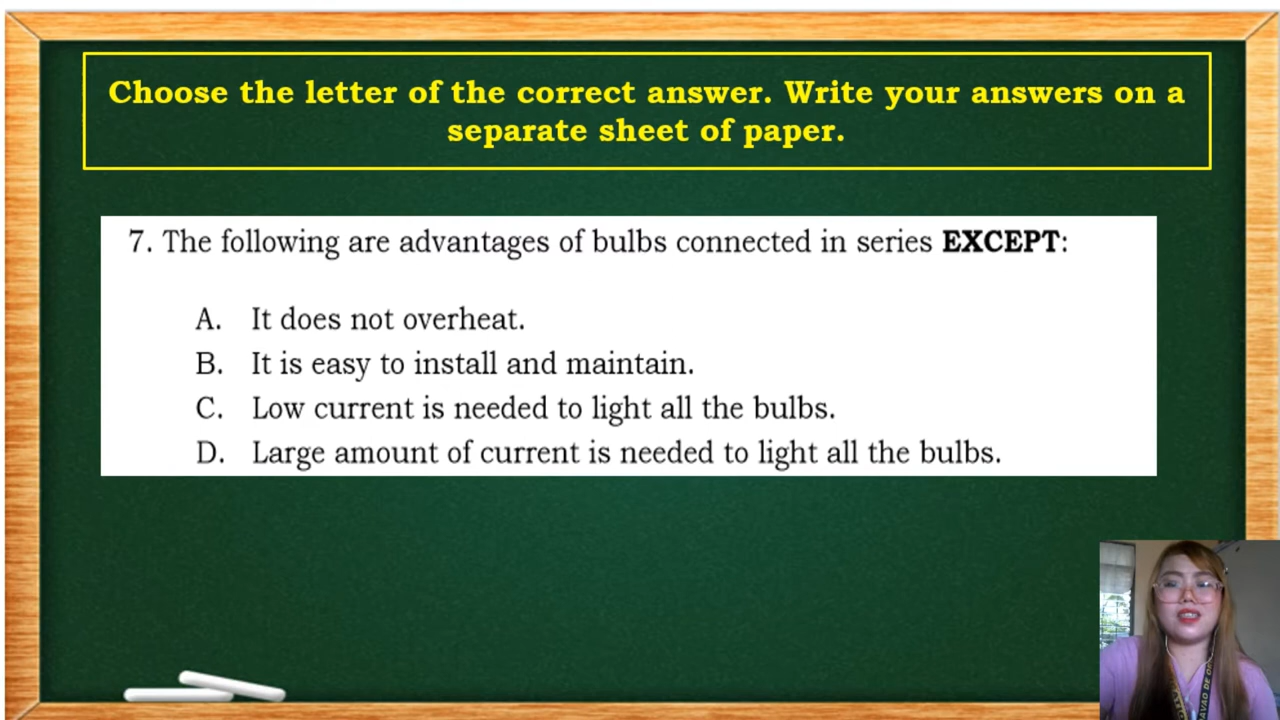 Choose the letter of the correct answer. Write your answers on a
separate sheet of paper.
7. The following are advantages of bulbs connected in series EXCEPT:
A. It does not overheat.
B. It is easy to install and maintain.
C. Low current is needed to light all the bulbs.
D. Large amount of current is needed to light all the bulbs.